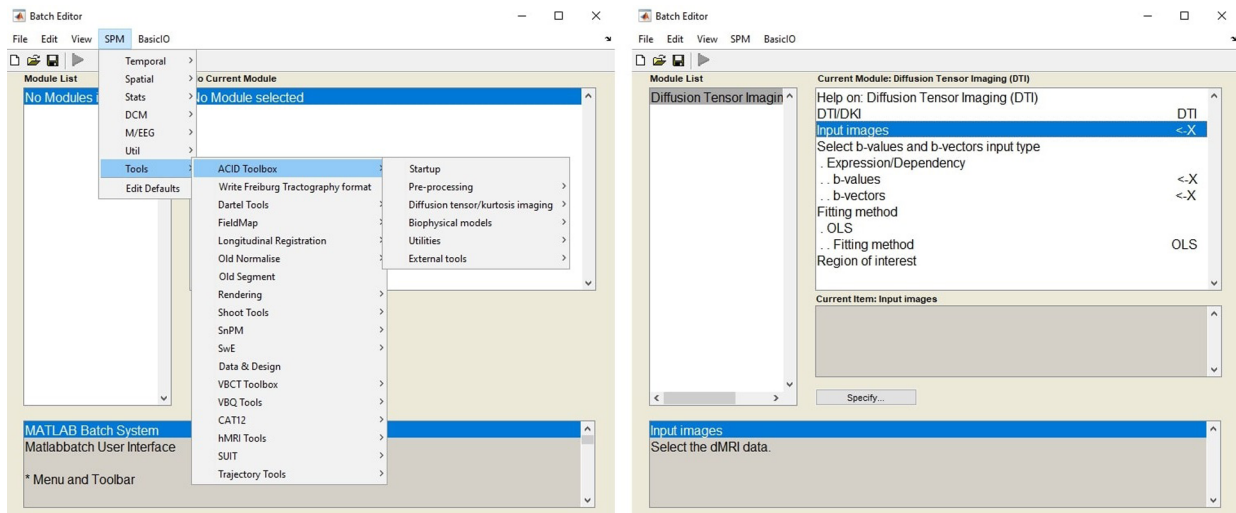 Batch Editor
File Edit View SPM BasicIO
Module List
No Modules i
o Current Module
No Module selected
Temporal
Spatial
Stats
DCM
M/EEG
Util
Tools
Edit Defaults
ACID Toolbox
Write Freiburg Tractography format
Dartel Tools
FieldMap
Longitudinal Registration
Old Normalise
Old Segment
Rendering
Shoot Tools
SnPM
SwE
Data & Design
VBCT Toolbox
VBQ Tools
CAT12
hMRI Tools
SUIT
Trajectory Tools
Startup
Pre-processing
Diffusion tensor/kurtosis imaging
Biophysical models
Utilities
External tools
MATLAB Batch System
Matlabbatch User Interface
* Menu and Toolbar
Batch Editor
File Edit View SPM BasicIO
Module List
Diffusion Tensor Imagin
Current Module: Diffusion Tensor Imaging (DTI)
Help on: Diffusion Tensor Imaging (DTI)
DTI/DKI DTI
Input images <-X
Select b-values and b-vectors input type
. Expression/Dependency
. . b-values <-X
. . b-vectors <-X
Fitting method
. OLS
. . Fitting method OLS
Region of interest
Current Item: Input images
Specify...
Input images
Select the dMRI data.